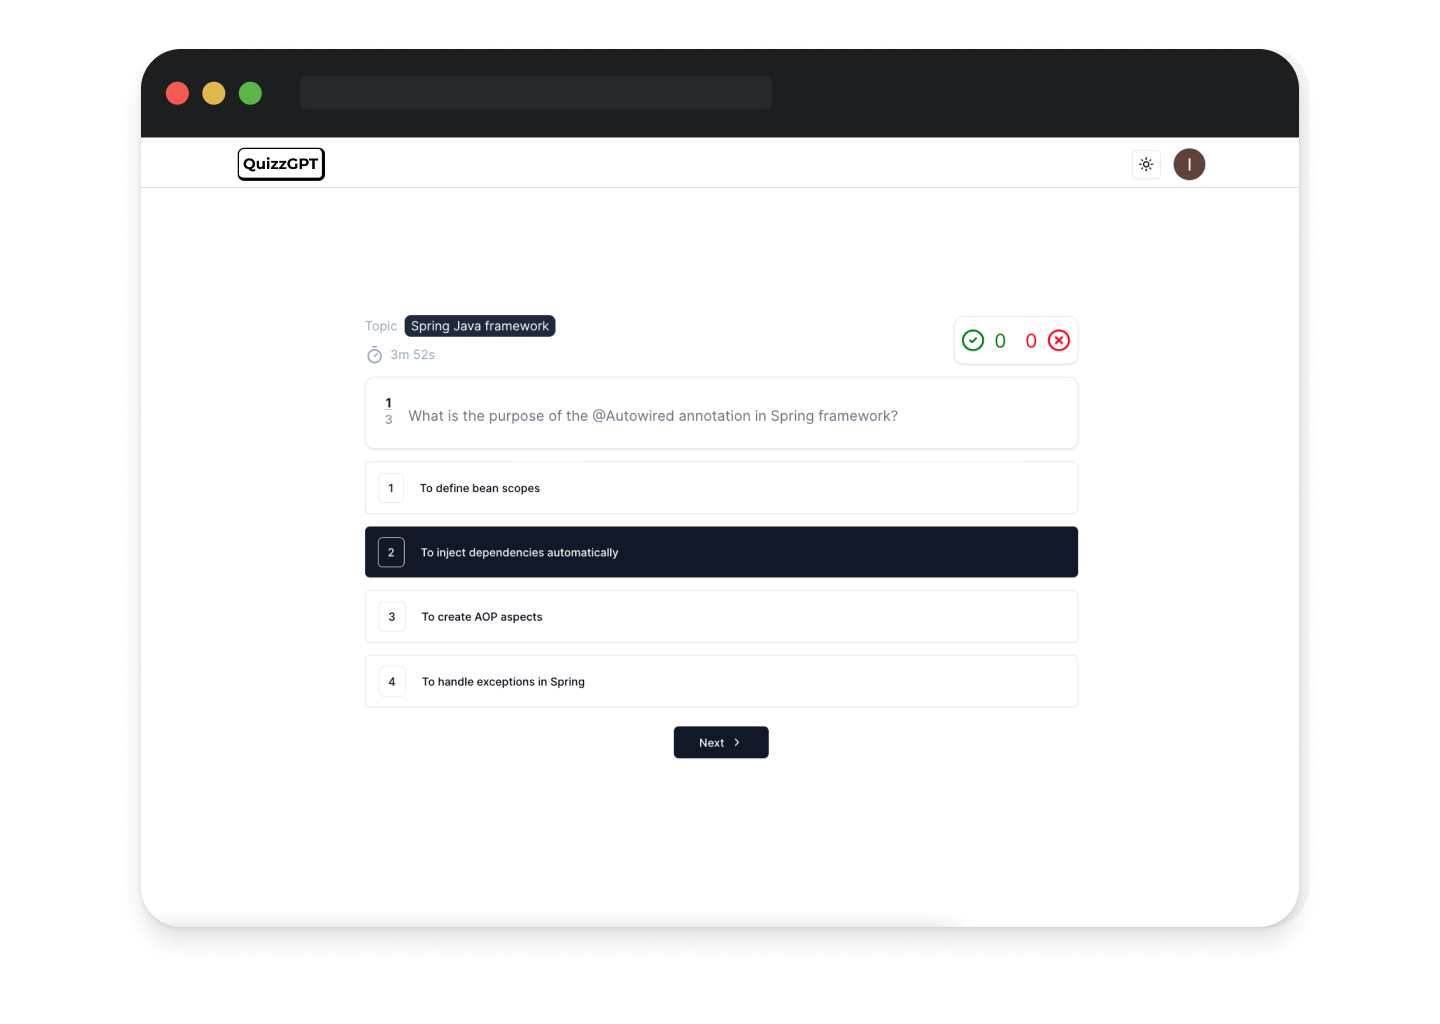 QuizzGPT
I
Topic Spring Java framework
3m 52s
0 0
1
3
What is the purpose of the @Autowired annotation in Spring framework?
1 To define bean scopes
2 To inject dependencies automatically
3 To create AOP aspects
4 To handle exceptions in Spring
Next